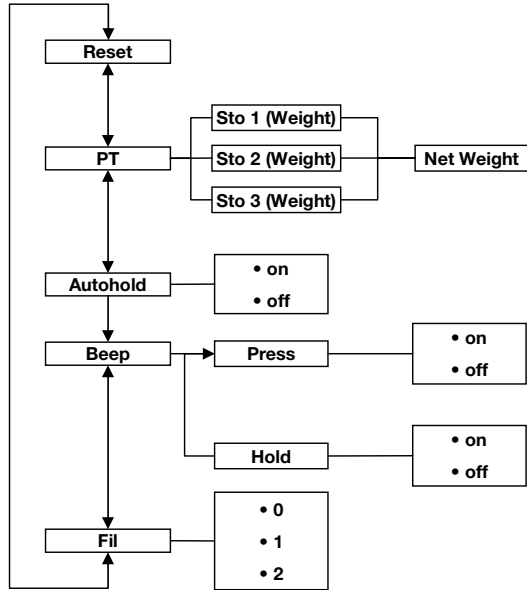 Reset
Sto 1 (Weight)
PT
Sto 2 (Weight)
Net Weight
Sto 3 (Weight)
Autohold
• on
• off
Beep
Press
• on
• off
Hold
• on
• off
Fil
• 0
• 1
• 2